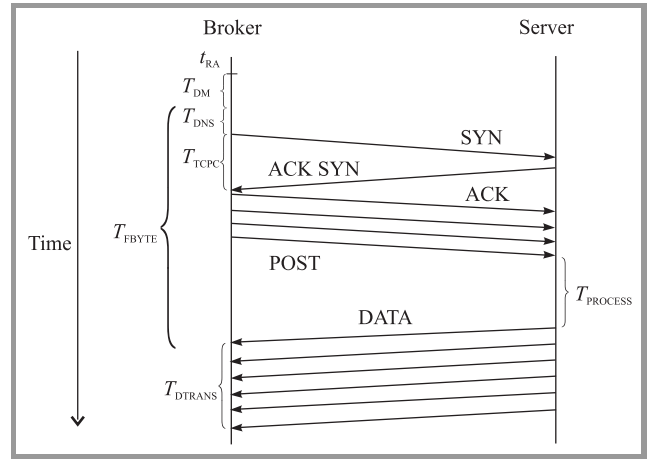 Broker Server
t_RA
T_DM
T_DNS
SYN
T_TCPC
ACK SYN
ACK
T_FBYTE
Time
POST
T_PROCESS
DATA
T_DTRANS